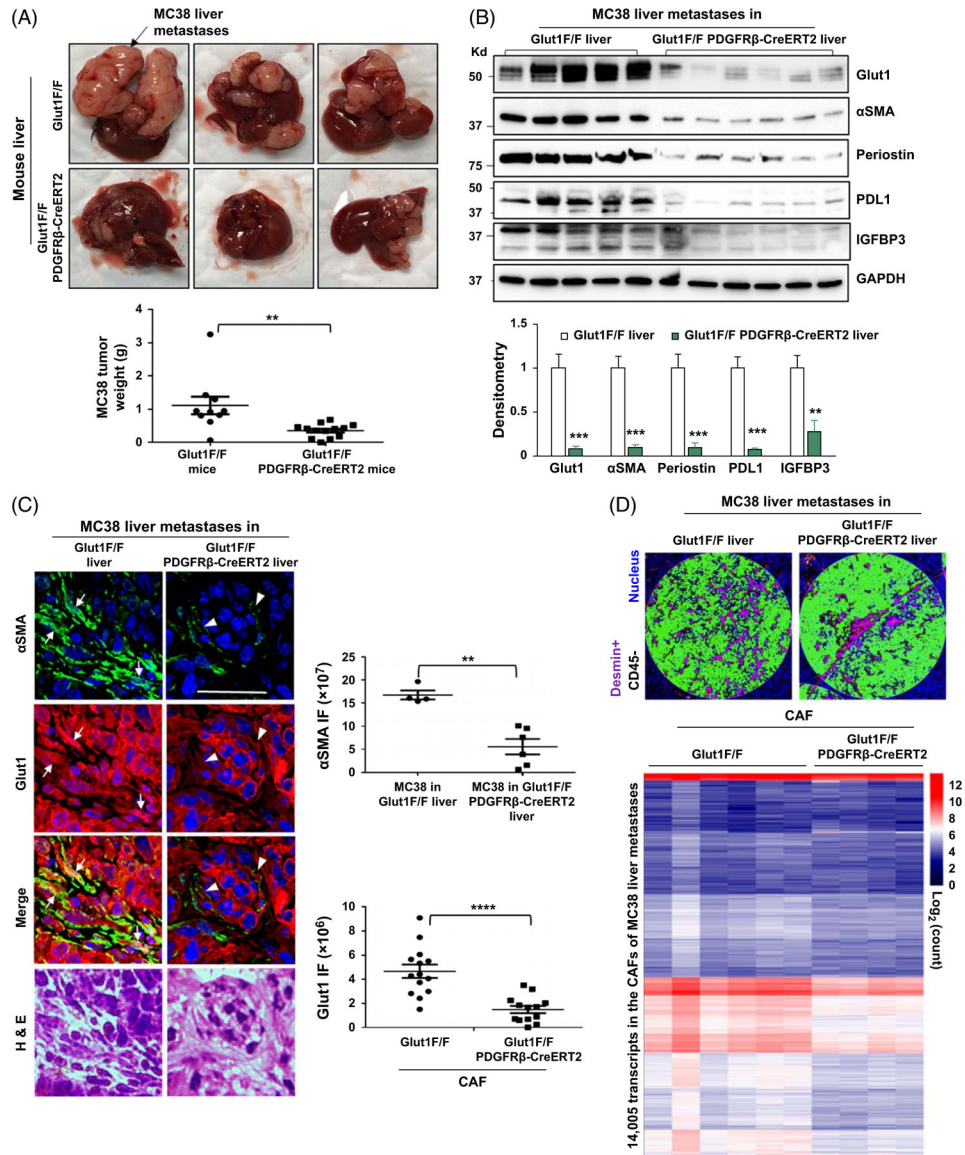 (A)
MC38 liver
metastases
Mouse liver
Glut1F/F
Glut1F/F
PDGFRβ-CreERT2
MC38 tumor
weight (g)
4
3
2
1
0
**
Glut1F/F
mice
Glut1F/F
PDGFRβ-CreERT2 mice
(B)
MC38 liver metastases in
Kd
Glut1F/F liver
Glut1F/F PDGFRβ-CreERT2 liver
50
Glut1
37
αSMA
75
Periostin
50
37
PDL1
37
IGFBP3
37
GAPDH
Glut1F/F liver
Glut1F/F PDGFRβ-CreERT2 liver
Densitometry
1.5
1
0.5
0
***
***
***
***
**
Glut1
αSMA
Periostin
PDL1
IGFBP3
(C)
MC38 liver metastases in
Glut1F/F
liver
Glut1F/F
PDGFRβ-CreERT2 liver
αSMA
Glut1
Merge
H & E
αSMA IF (×10⁷)
25
20
15
10
5
0
**
MC38 in
Glut1F/F liver
MC38 in Glut1F/F
PDGFRβ-CreERT2
liver
Glut1 IF (×10⁶)
10
8
6
4
2
0
****
Glut1F/F
Glut1F/F
PDGFRβ-CreERT2
CAF
(D)
MC38 liver metastases in
Glut1F/F liver
Glut1F/F
PDGFRβ-CreERT2 liver
Nucleus
Desmin+
CD45-
CAF
Glut1F/F
Glut1F/F
PDGFRβ-CreERT2
14,005 transcripts in the CAFs of MC38 liver metastases
12
10
8
6
4
2
0
Log₂ (count)